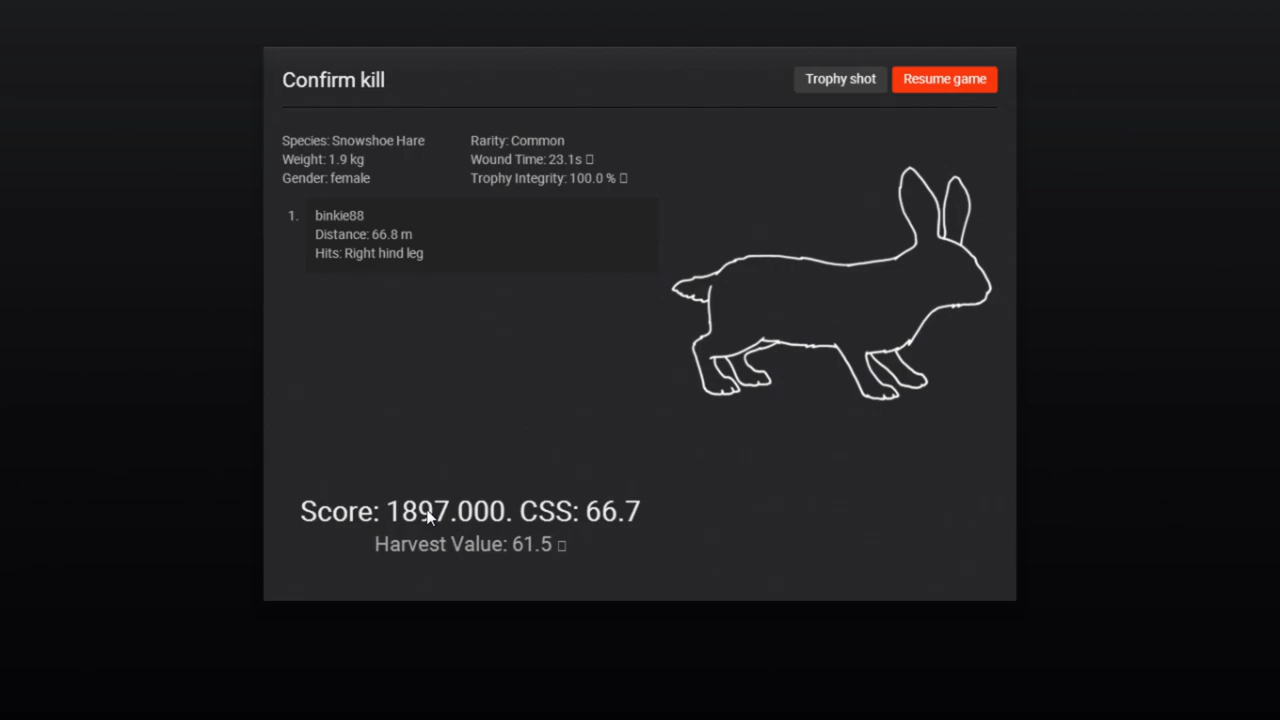 Confirm kill
Trophy shot
Resume game
Species: Snowshoe Hare
Weight: 1.9 kg
Gender: female
Rarity: Common
Wound Time: 23.1s
Trophy Integrity: 100.0 %
1. binkie88
Distance: 66.8 m
Hits: Right hind leg
Score: 1897.000. CSS: 66.7
Harvest Value: 61.5